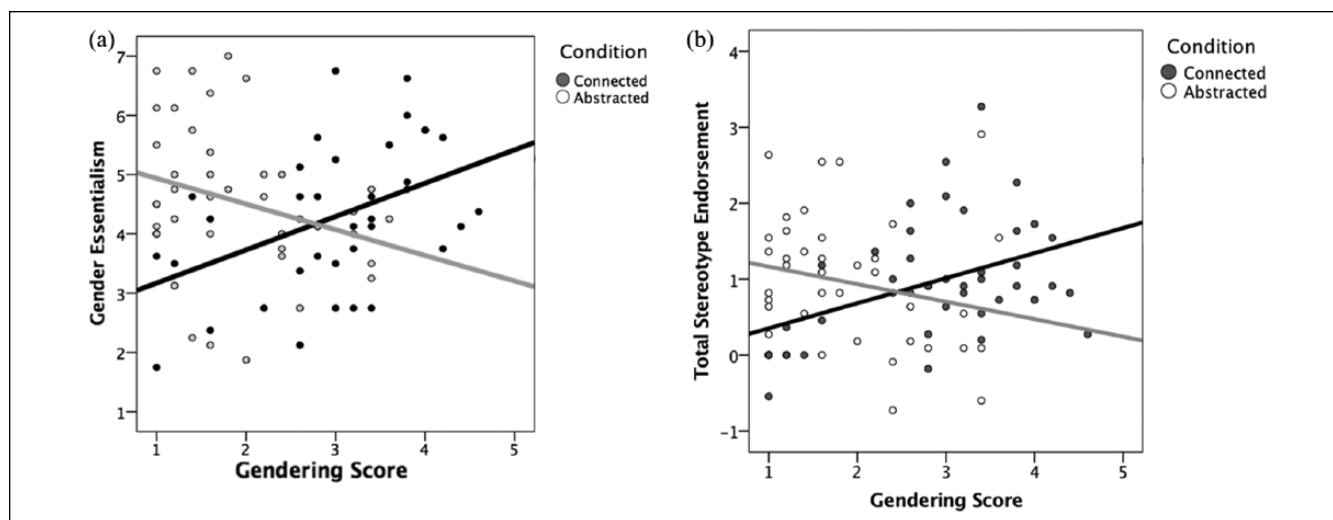 (a)
7
6
5
4
3
2
1
Gender Essentialism
1 2 3 4 5
Gendering Score
Condition
Connected
Abstracted
(b)
4
3
2
1
0
-1
Total Stereotype Endorsement
1 2 3 4 5
Gendering Score
Condition
Connected
Abstracted